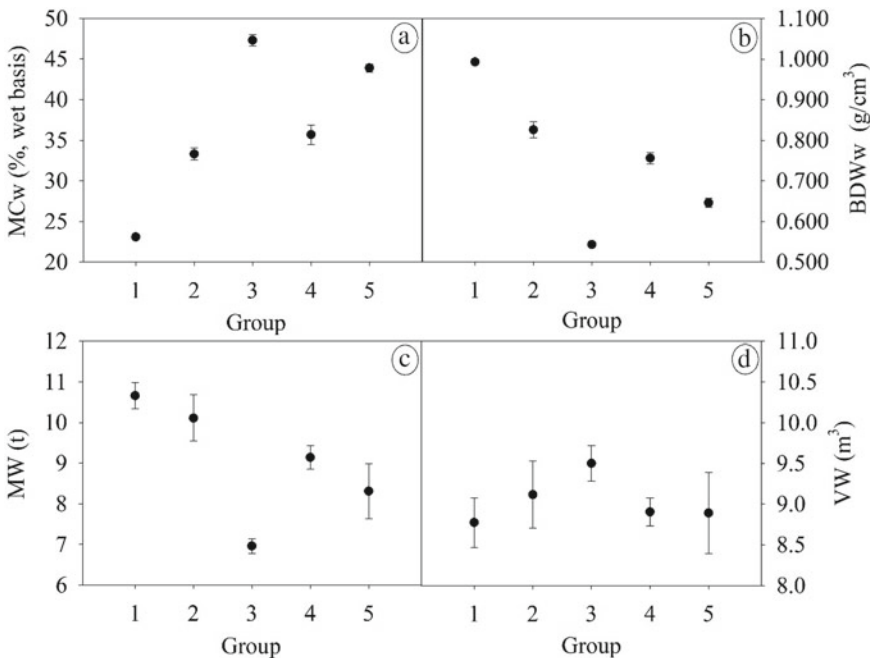 50
45
40
35
30
25
20
MCw (%, wet basis)
a
1 2 3 4 5
Group
b
1.100
1.000
0.900
0.800
0.700
0.600
0.500
BDWw (g/cm³)
1 2 3 4 5
Group
12
11
10
9
8
7
6
MW (t)
c
1 2 3 4 5
Group
d
11.0
10.5
10.0
9.5
9.0
8.5
8.0
VW (m³)
1 2 3 4 5
Group